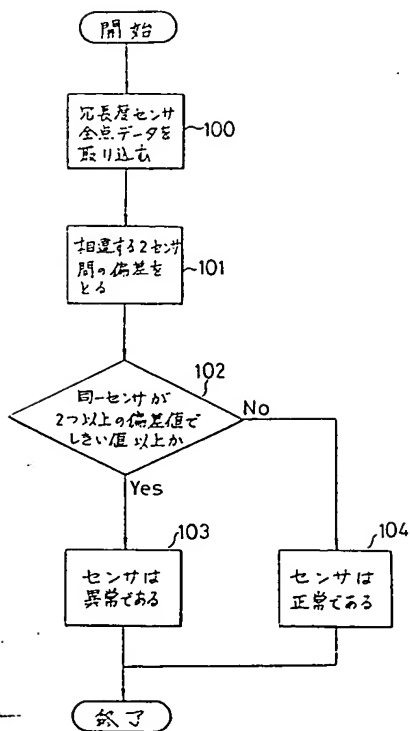 開始
冗長度センサ
全点データを
取り込む
100
相違する2センサ
間の偏差を
とる
101
102
同一センサが
2つ以上の偏差値で
しきい値以上か
No
Yes
103
センサは
異常である
104
センサは
正常である
終了